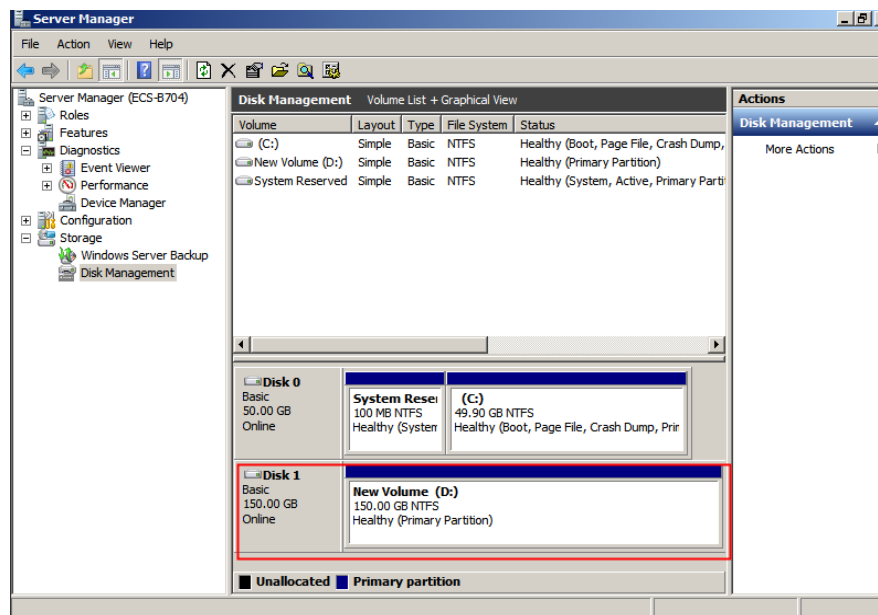 Server Manager
File Action View Help
Server Manager (ECS-B704)
Roles
Features
Diagnostics
Event Viewer
Performance
Device Manager
Configuration
Storage
Windows Server Backup
Disk Management
Disk Management Volume List + Graphical View
Volume Layout Type File System Status
(C:) Simple Basic NTFS Healthy (Boot, Page File, Crash Dump,
New Volume (D:) Simple Basic NTFS Healthy (Primary Partition)
System Reserved Simple Basic NTFS Healthy (System, Active, Primary Parti
Disk 0
Basic
50.00 GB
Online
System Reser
100 MB NTFS
Healthy (System
(C:)
49.90 GB NTFS
Healthy (Boot, Page File, Crash Dump, Prir
Disk 1
Basic
150.00 GB
Online
New Volume (D:)
150.00 GB NTFS
Healthy (Primary Partition)
Unallocated Primary partition
Actions
Disk Management
More Actions